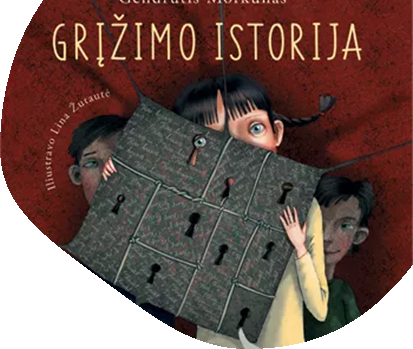 Gendrutis Morkūnas
GRĮŽIMO ISTORIJA
Iliustravo Lina Žutautė